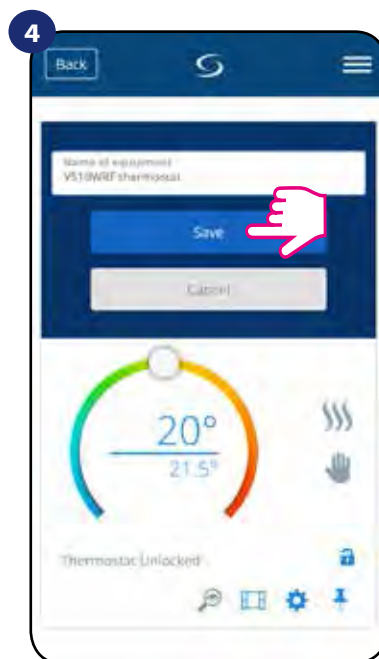 4
Back
Name of equipment
VS10WRF thermostat
Save
Cancel
20°
21.5°
Thermostat Unlocked